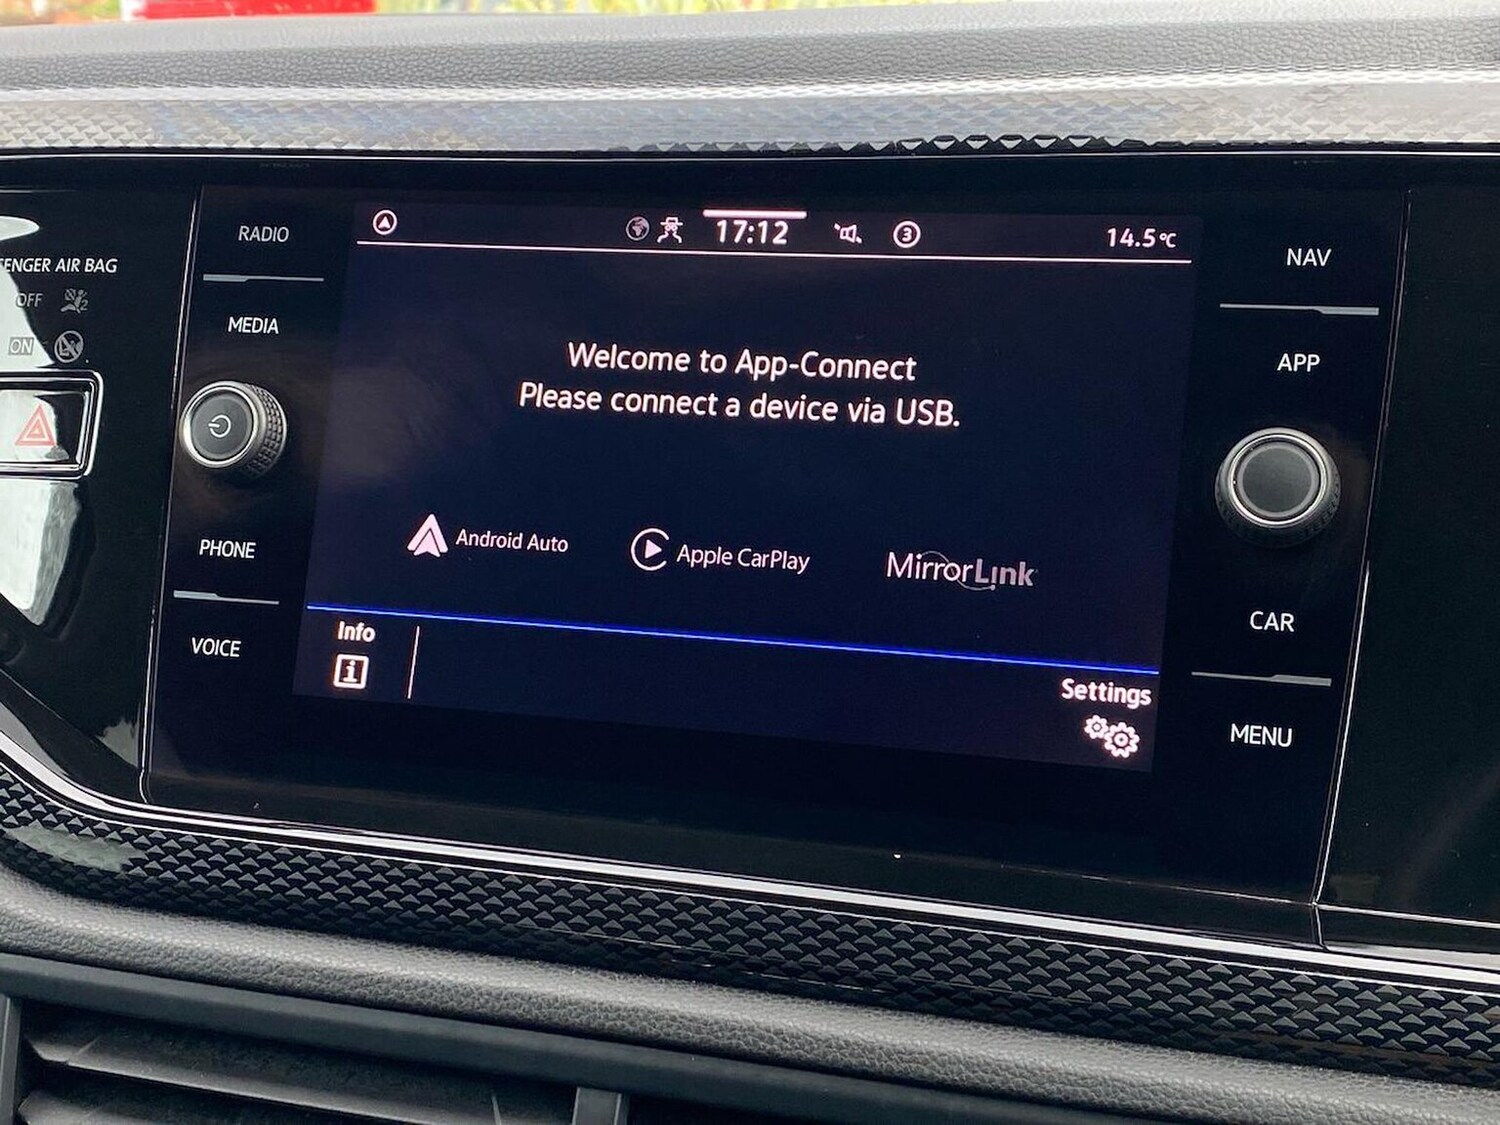 ENGER AIR BAG
OFF
ON
RADIO
MEDIA
PHONE
VOICE
17:12
3
14.5°C
Welcome to App-Connect
Please connect a device via USB.
Android Auto
Apple CarPlay
MirrorLink
Info
i
Settings
NAV
APP
CAR
MENU